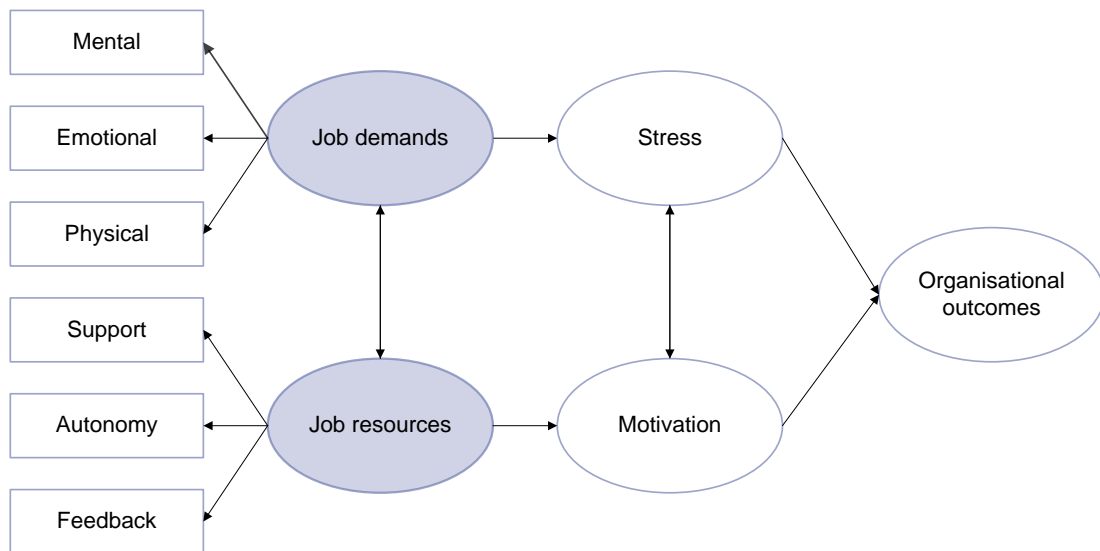 Mental
Emotional
Physical
Support
Autonomy
Feedback
Job demands
Job resources
Stress
Motivation
Organisational
outcomes